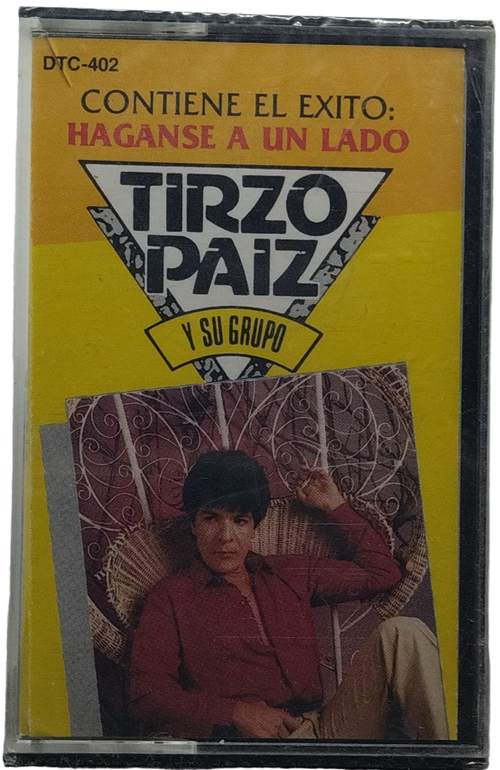 DTC-402
CONTIENE EL EXITO:
HAGANSE A UN LADO
TIRZO
PAIZ
Y SU GRUPO